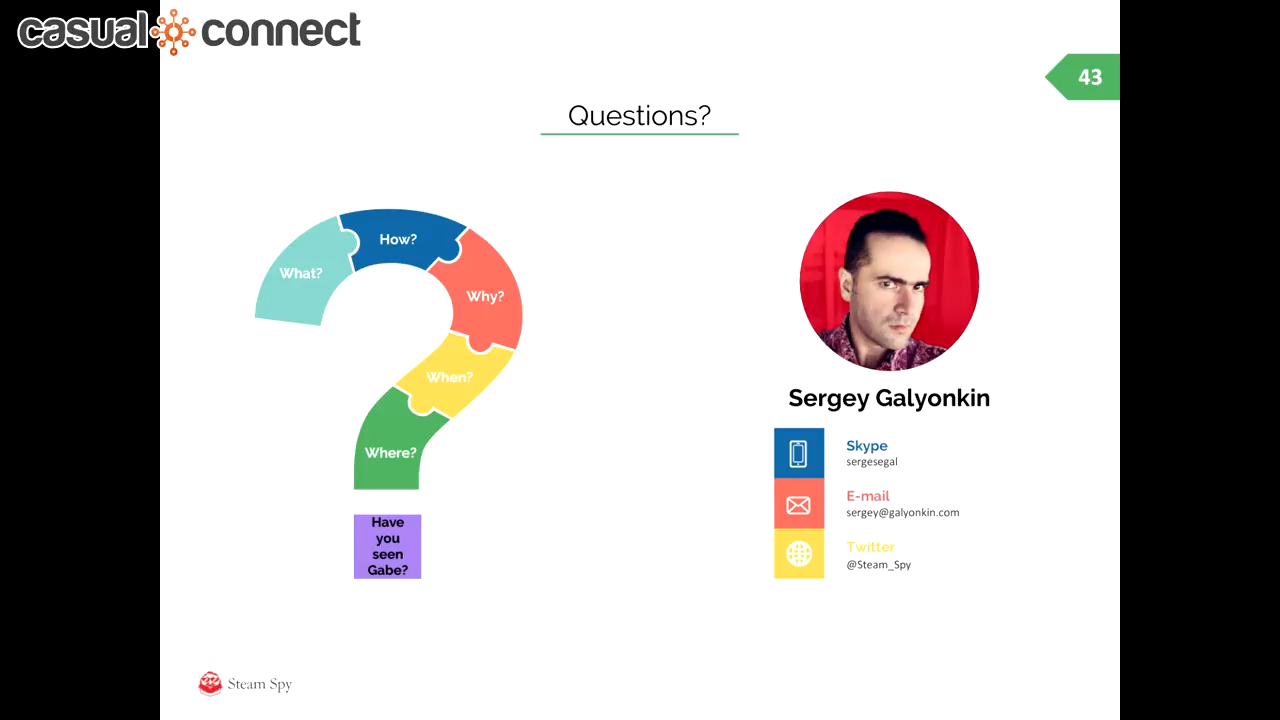 casual connect
43
Questions?
What?
How?
Why?
When?
Where?
Have
you
seen
Gabe?
Sergey Galyonkin
Skype
sergesegal
E-mail
sergey@galyonkin.com
Twitter
@Steam_Spy
Steam Spy